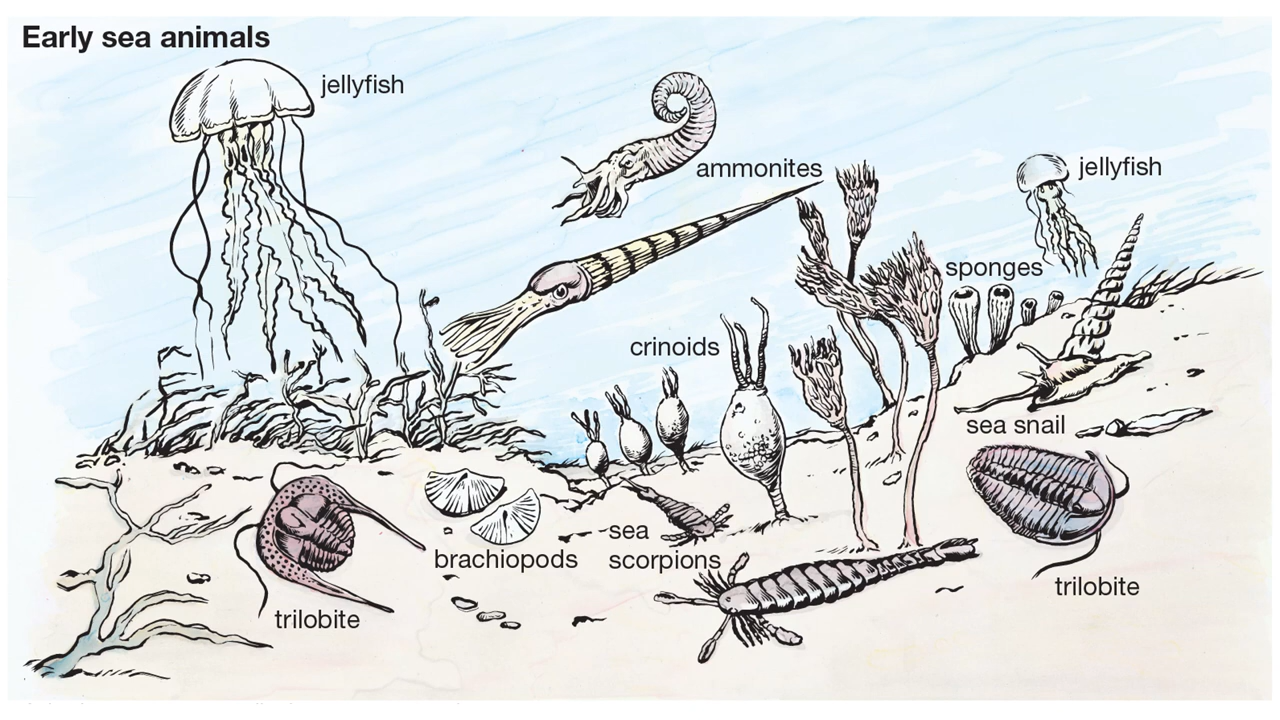 Early sea animals
jellyfish
ammonites
jellyfish
sponges
crinoids
sea snail
sea
scorpions
brachiopods
trilobite
trilobite